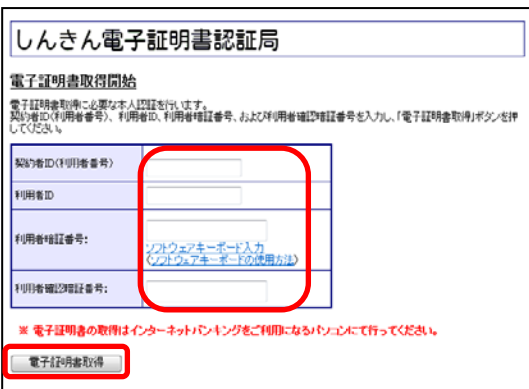 しんきん電子証明書認証局
電子証明書取得開始
電子証明書取得に必要な本人認証を行います。
契約者ID(利用者番号)、利用者ID、利用者暗証番号、および利用者確認暗証番号を入力し、「電子証明書取得」ボタンを押
してください。
契約者ID(利用者番号)
利用者ID
利用者暗証番号:
ソフトウェアキーボード入力
(ソフトウェアキーボードの使用方法)
利用者確認暗証番号:
※ 電子証明書の取得はインターネットバンキングをご利用になるパソコンにて行ってください。
電子証明書取得